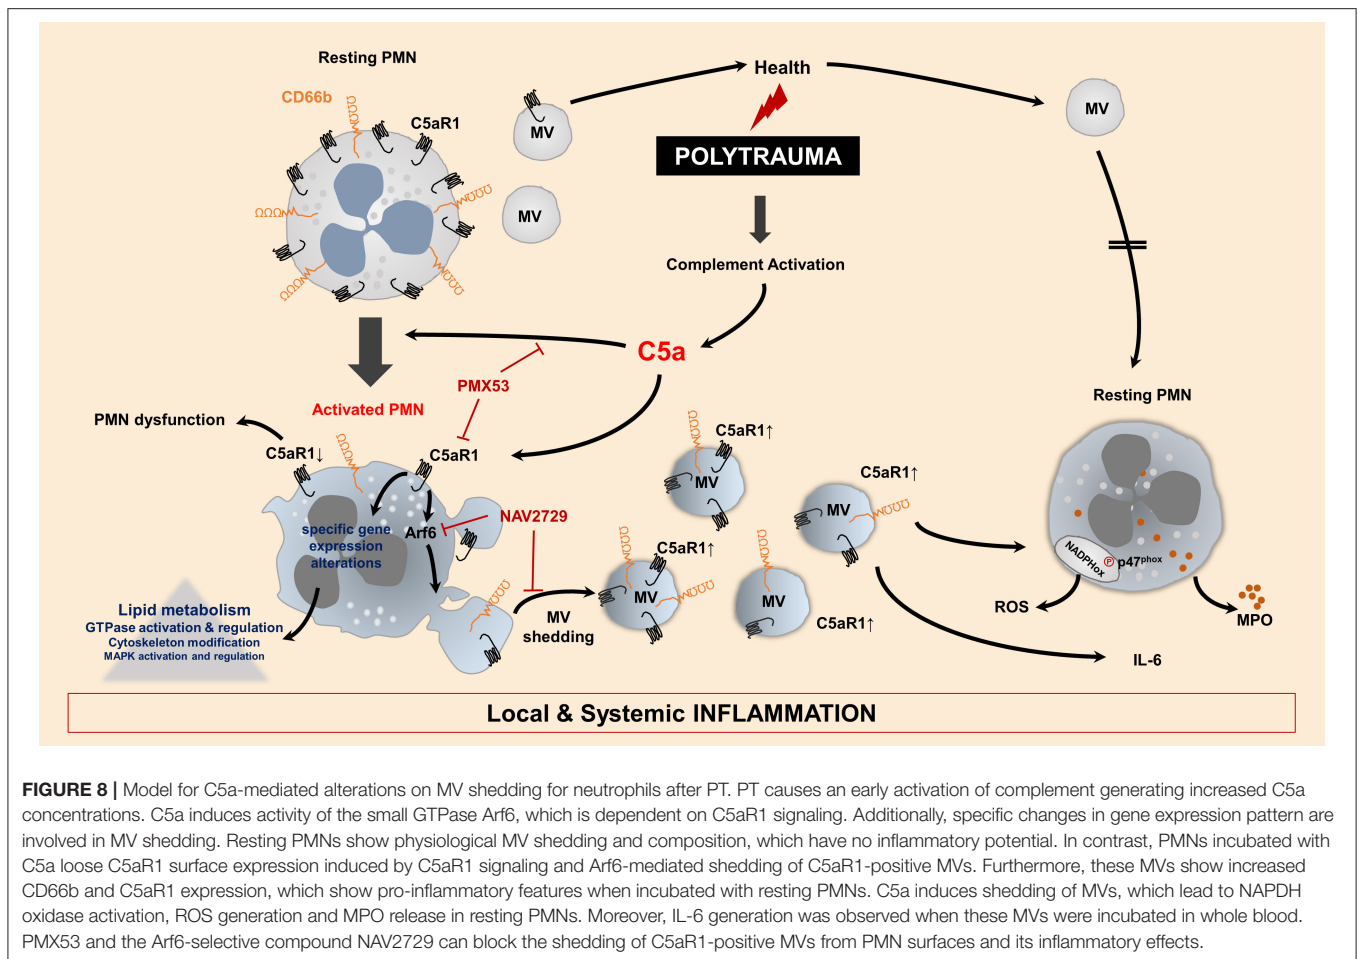 Resting PMN
CD66b
C5aR1
MV
MV
Health
POLYTRAUMA
MV
Complement Activation
C5a
PMX53
Activated PMN
PMN dysfunction
C5aR1↓
C5aR1
Arf6
NAV2729
specific gene
expression
alterations
Lipid metabolism
GTPase activation & regulation
Cytoskeleton modification
MAPK activation and regulation
MV
shedding
C5aR1↑
MV
C5aR1↑
MV
C5aR1↑
MV
MV
C5aR1↑
Resting PMN
NADPHox
P
p47phox
ROS
MPO
IL-6
Local & Systemic INFLAMMATION
FIGURE 8 | Model for C5a-mediated alterations on MV shedding for neutrophils after PT. PT causes an early activation of complement generating increased C5a
concentrations. C5a induces activity of the small GTPase Arf6, which is dependent on C5aR1 signaling. Additionally, specific changes in gene expression pattern are
involved in MV shedding. Resting PMNs show physiological MV shedding and composition, which have no inflammatory potential. In contrast, PMNs incubated with
C5a loose C5aR1 surface expression induced by C5aR1 signaling and Arf6-mediated shedding of C5aR1-positive MVs. Furthermore, these MVs show increased
CD66b and C5aR1 expression, which show pro-inflammatory features when incubated with resting PMNs. C5a induces shedding of MVs, which lead to NAPDH
oxidase activation, ROS generation and MPO release in resting PMNs. Moreover, IL-6 generation was observed when these MVs were incubated in whole blood.
PMX53 and the Arf6-selective compound NAV2729 can block the shedding of C5aR1-positive MVs from PMN surfaces and its inflammatory effects.